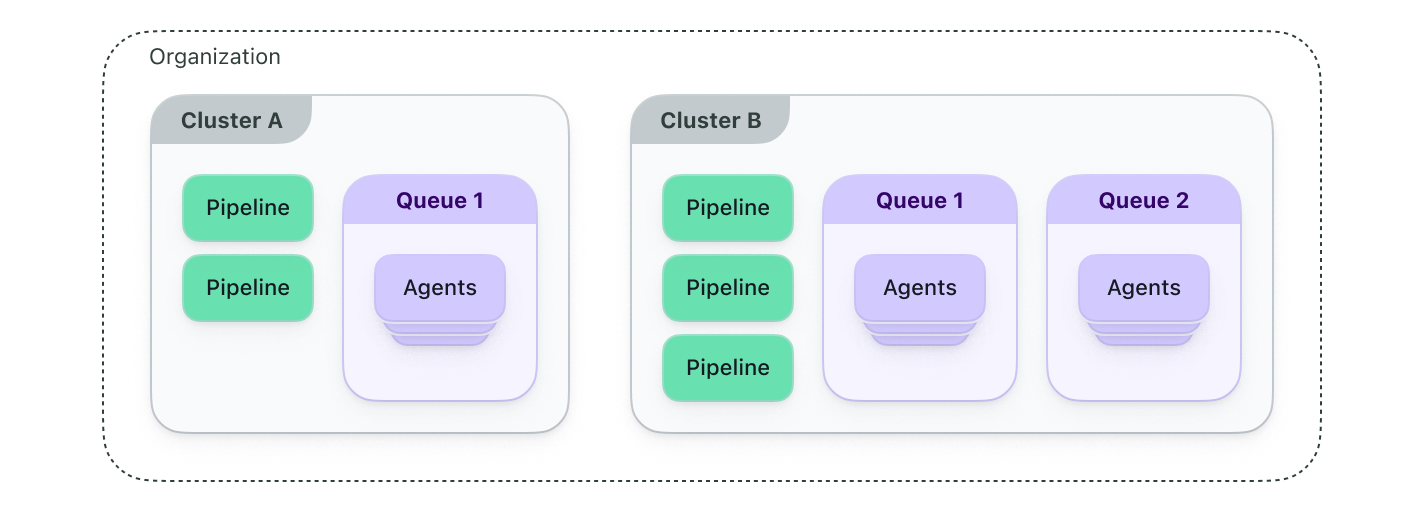 Organization
Cluster A
Pipeline
Pipeline
Queue 1
Agents
Cluster B
Pipeline
Pipeline
Pipeline
Queue 1
Agents
Queue 2
Agents